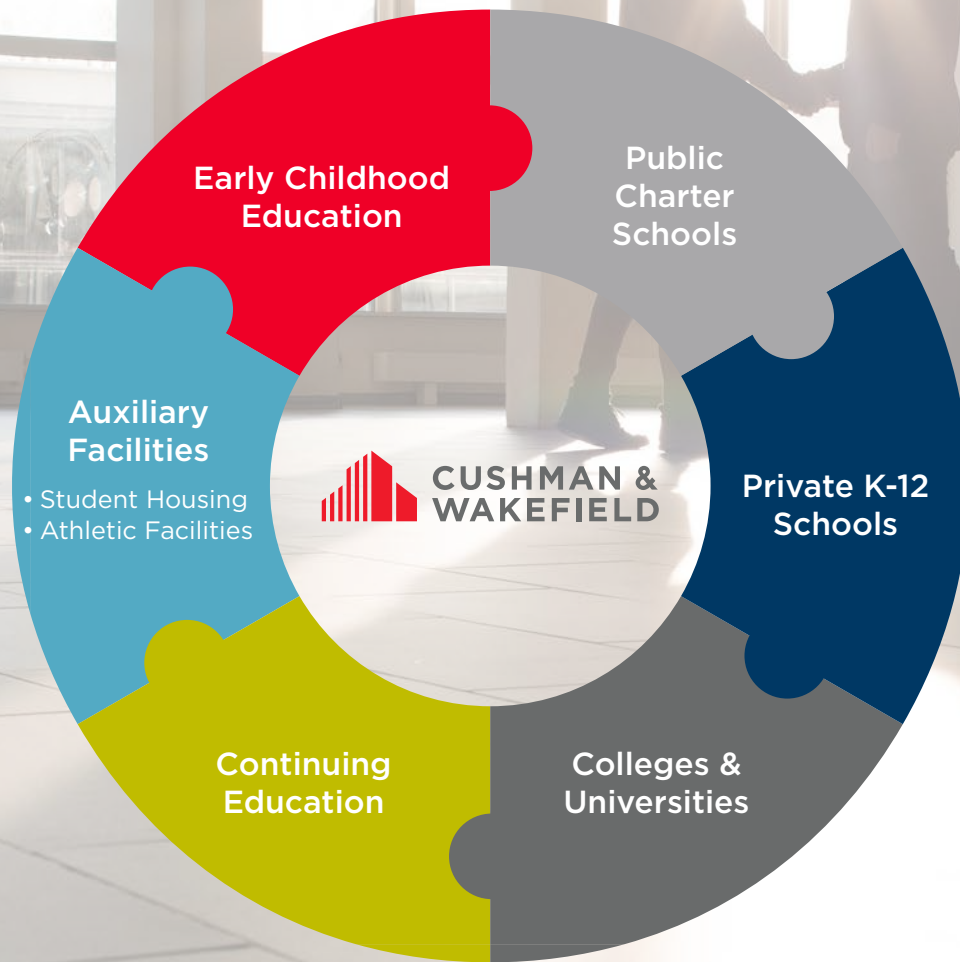 Early Childhood
Education
Public
Charter
Schools
Auxiliary
Facilities
• Student Housing
• Athletic Facilities
CUSHMAN &
WAKEFIELD
Private K-12
Schools
Continuing
Education
Colleges &
Universities